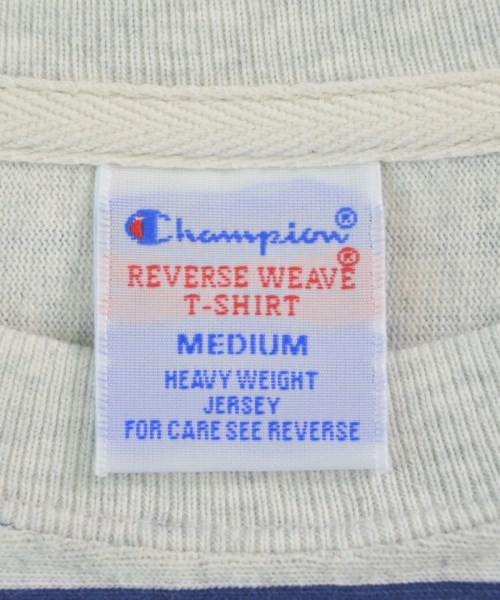 Champion®
REVERSE WEAVE®
T-SHIRT
MEDIUM
HEAVY WEIGHT
JERSEY
FOR CARE SEE REVERSE